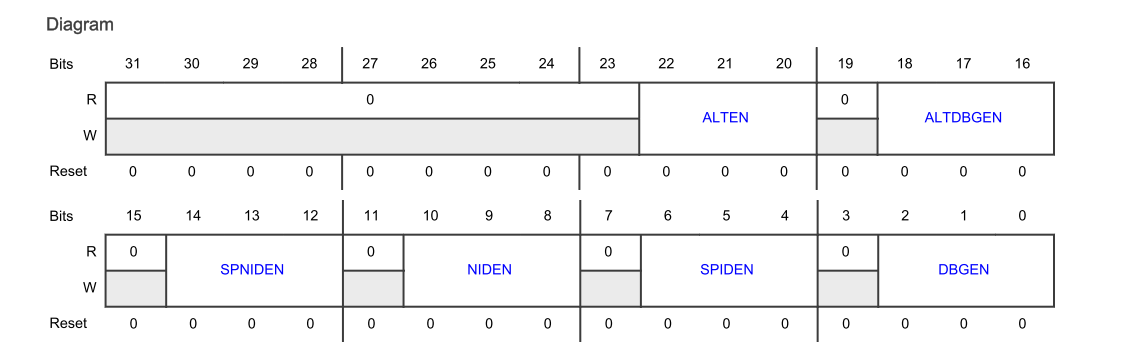 Diagram
Bits 31 30 29 28 27 26 25 24 23 22 21 20 19 18 17 16
R 0 ALTEN 0 ALTDBGEN
W
Reset 0 0 0 0 0 0 0 0 0 0 0 0 0 0 0 0
Bits 15 14 13 12 11 10 9 8 7 6 5 4 3 2 1 0
R 0 SPNIDEN 0 NIDEN 0 SPIDEN 0 DBGEN
W
Reset 0 0 0 0 0 0 0 0 0 0 0 0 0 0 0 0